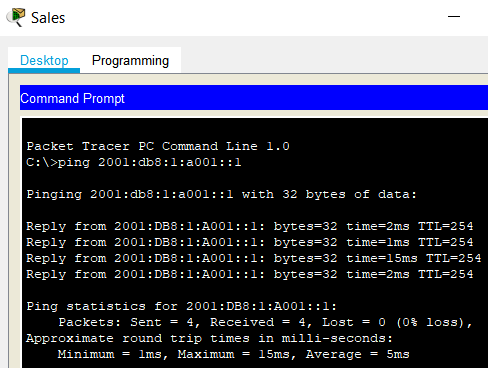 Sales
Desktop Programming
Command Prompt
Packet Tracer PC Command Line 1.0
C:\>ping 2001:db8:1:a001::1
Pinging 2001:db8:1:a001::1 with 32 bytes of data:
Reply from 2001:DB8:1:A001::1: bytes=32 time=2ms TTL=254
Reply from 2001:DB8:1:A001::1: bytes=32 time=1ms TTL=254
Reply from 2001:DB8:1:A001::1: bytes=32 time=15ms TTL=254
Reply from 2001:DB8:1:A001::1: bytes=32 time=2ms TTL=254
Ping statistics for 2001:DB8:1:A001::1:
Packets: Sent = 4, Received = 4, Lost = 0 (0% loss),
Approximate round trip times in milli-seconds:
Minimum = 1ms, Maximum = 15ms, Average = 5ms